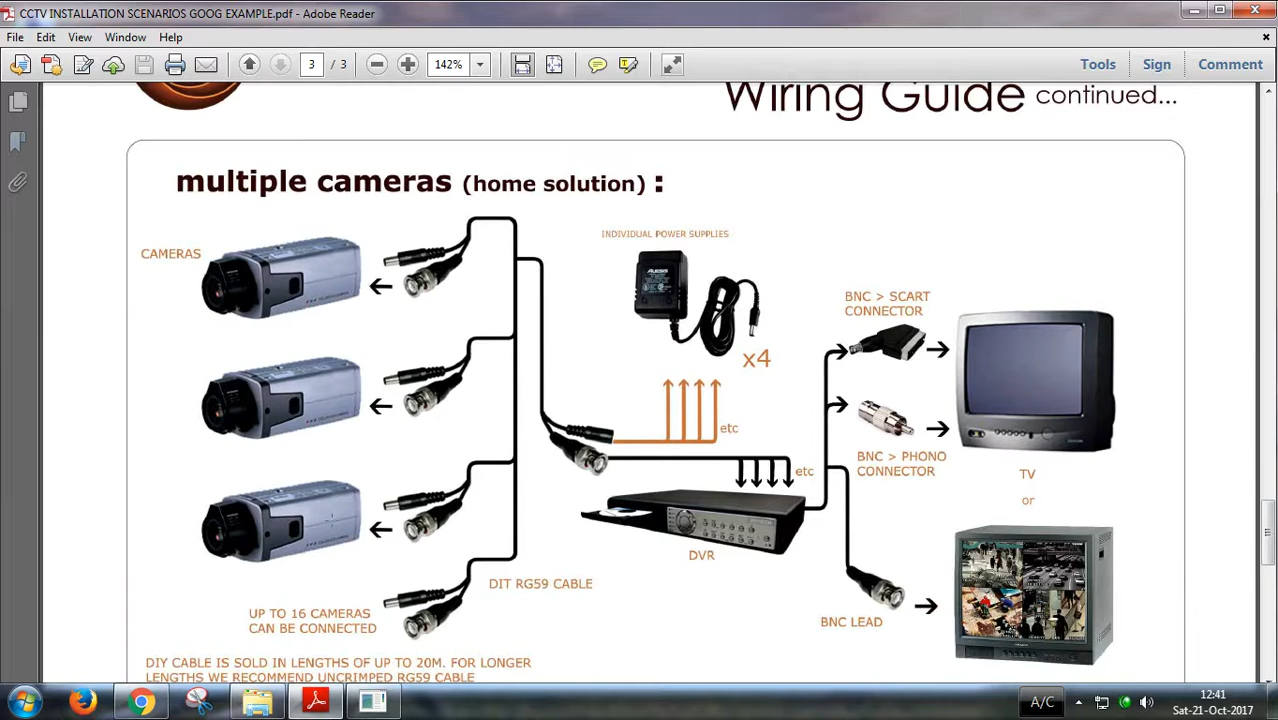 CCTV INSTALLATION SCENARIOS GOOG EXAMPLE.pdf - Adobe Reader
File Edit View Window Help
3 / 3 142% Tools Sign Comment
Wiring Guide continued...
multiple cameras (home solution) :
INDIVIDUAL POWER SUPPLIES
CAMERAS
ALESIS
BNC > SCART
CONNECTOR
x4
etc
BNC > PHONO
CONNECTOR
etc
TV
or
DVR
DIT RG59 CABLE
UP TO 16 CAMERAS
CAN BE CONNECTED
BNC LEAD
DIY CABLE IS SOLD IN LENGTHS OF UP TO 20M. FOR LONGER
LENGTHS WE RECOMMEND UNCRIMPED RG59 CABLE
A/C
12:41
Sat-21-Oct-2017